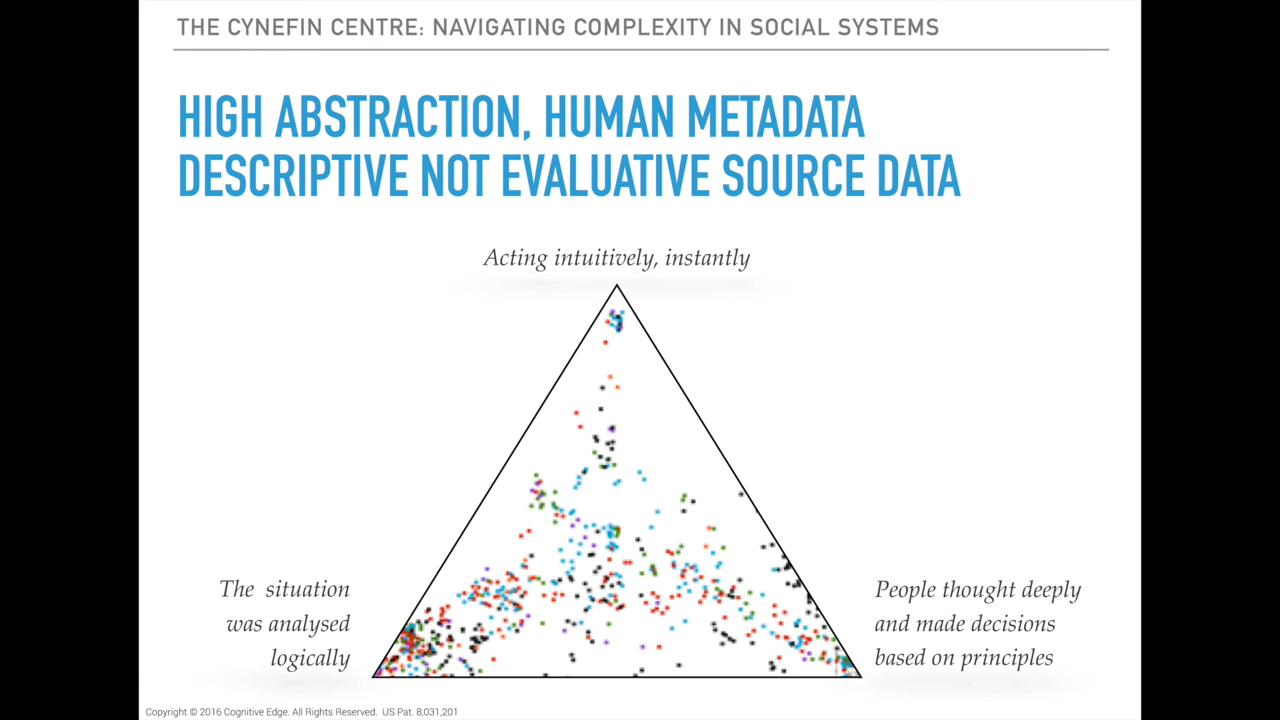 THE CYNEFIN CENTRE: NAVIGATING COMPLEXITY IN SOCIAL SYSTEMS
HIGH ABSTRACTION, HUMAN METADATA
DESCRIPTIVE NOT EVALUATIVE SOURCE DATA
Acting intuitively, instantly
The situation
was analysed
logically
People thought deeply
and made decisions
based on principles
Copyright © 2016 Cognitive Edge. All Rights Reserved. US Pat. 8,031,201